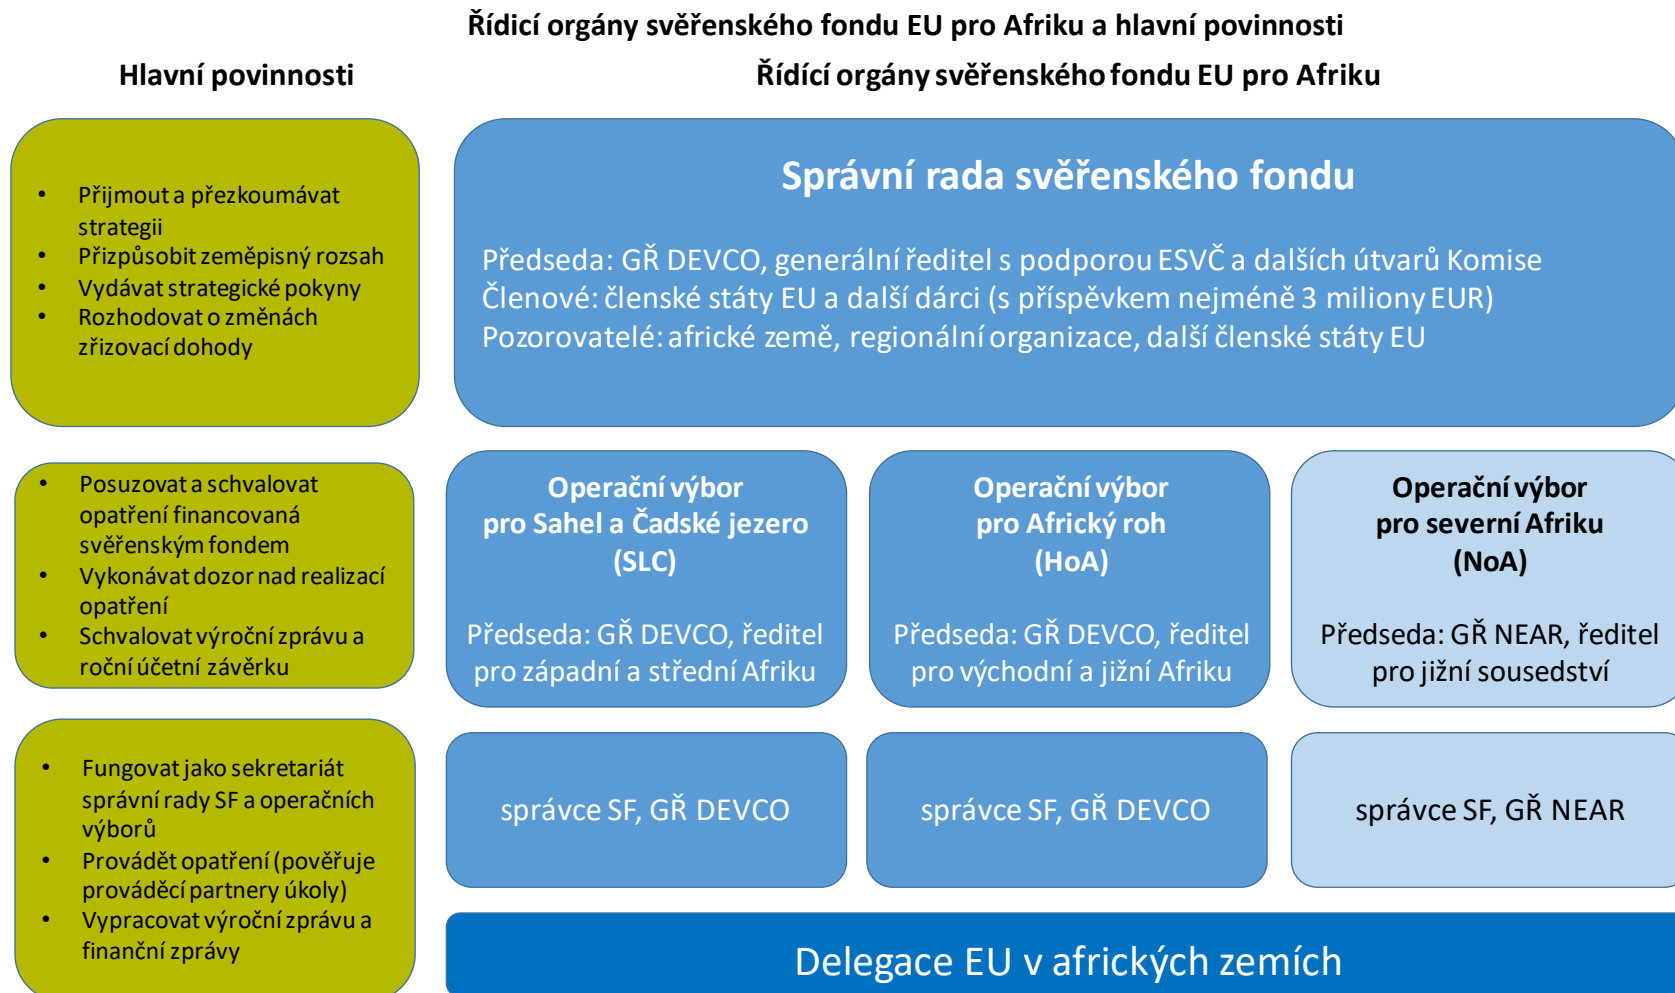 Řídicí orgány svěřenského fondu EU pro Afriku a hlavní povinnosti
Hlavní povinnosti
Řídící orgány svěřenského fondu EU pro Afriku
• Přijmout a přezkoumávat
strategii
• Přizpůsobit zeměpisný rozsah
• Vydávat strategické pokyny
• Rozhodovat o změnách
zřizovací dohody
Správní rada svěřenského fondu
Předseda: GŘ DEVCO, generální ředitel s podporou ESVČ a dalších útvarů Komise
Členové: členské státy EU a další dárci (s příspěvkem nejméně 3 miliony EUR)
Pozorovatelé: africké země, regionální organizace, další členské státy EU
• Posuzovat a schvalovat
opatření financovaná
svěřenským fondem
• Vykonávat dozor nad realizací
opatření
• Schvalovat výroční zprávu a
roční účetní závěrku
Operační výbor
pro Sahel a Čadské jezero
(SLC)
Předseda: GŘ DEVCO, ředitel
pro západní a střední Afriku
Operační výbor
pro Africký roh
(HoA)
Předseda: GŘ DEVCO, ředitel
pro východní a jižní Afriku
Operační výbor
pro severní Afriku
(NoA)
Předseda: GŘ NEAR, ředitel
pro jižní sousedství
• Fungovat jako sekretariát
správní rady SF a operačních
výborů
• Provádět opatření (pověřuje
prováděcí partnery úkoly)
• Vypracovat výroční zprávu a
finanční zprávy
správce SF, GŘ DEVCO
správce SF, GŘ DEVCO
správce SF, GŘ NEAR
Delegace EU v afrických zemích